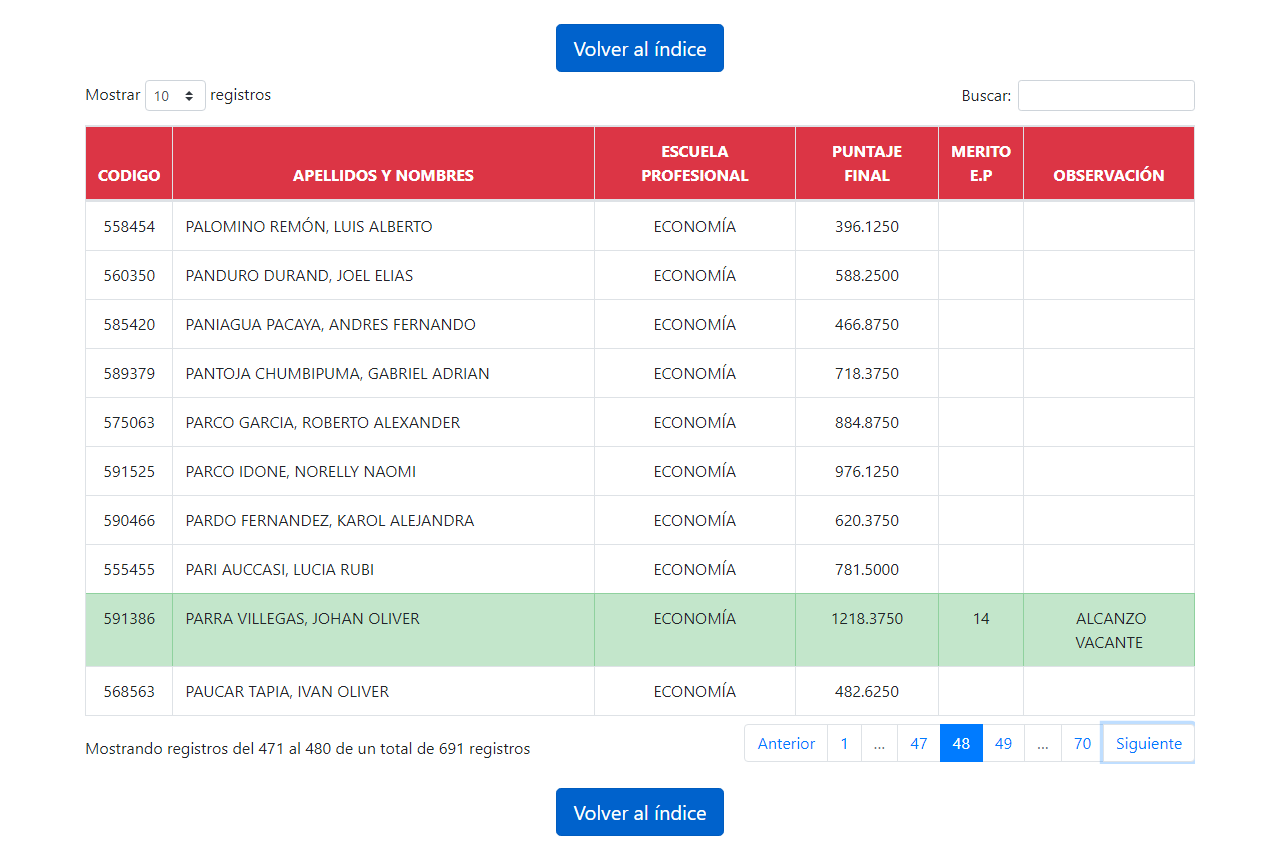 Volver al índice
Mostrar 10 registros Buscar:
CODIGO APELLIDOS Y NOMBRES ESCUELA PROFESIONAL PUNTAJE FINAL MERITO E.P OBSERVACIÓN
558454 PALOMINO REMÓN, LUIS ALBERTO ECONOMÍA 396.1250
560350 PANDURO DURAND, JOEL ELIAS ECONOMÍA 588.2500
585420 PANIAGUA PACAYA, ANDRES FERNANDO ECONOMÍA 466.8750
589379 PANTOJA CHUMBIPUMA, GABRIEL ADRIAN ECONOMÍA 718.3750
575063 PARCO GARCIA, ROBERTO ALEXANDER ECONOMÍA 884.8750
591525 PARCO IDONE, NORELLY NAOMI ECONOMÍA 976.1250
590466 PARDO FERNANDEZ, KAROL ALEJANDRA ECONOMÍA 620.3750
555455 PARI AUCCASI, LUCIA RUBI ECONOMÍA 781.5000
591386 PARRA VILLEGAS, JOHAN OLIVER ECONOMÍA 1218.3750 14 ALCANZO VACANTE
568563 PAUCAR TAPIA, IVAN OLIVER ECONOMÍA 482.6250
Mostrando registros del 471 al 480 de un total de 691 registros Anterior 1 ... 47 48 49 ... 70 Siguiente
Volver al índice